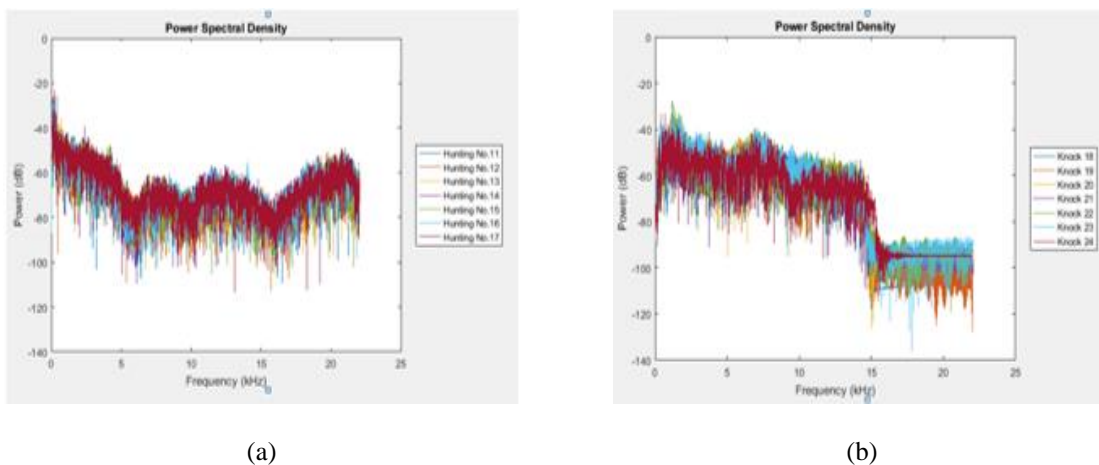 Power Spectral Density
0
-20
-40
-60
-80
-100
-120
-140
Power (dB)
0 5 10 15 20 25
Frequency (kHz)
Hunting No.11
Hunting No.12
Hunting No.13
Hunting No.14
Hunting No.15
Hunting No.16
Hunting No.17
(a)
Power Spectral Density
0
-20
-40
-60
-80
-100
-120
-140
Power (dB)
0 5 10 15 20 25
Frequency (kHz)
Knock 18
Knock 19
Knock 20
Knock 21
Knock 22
Knock 23
Knock 24
(b)